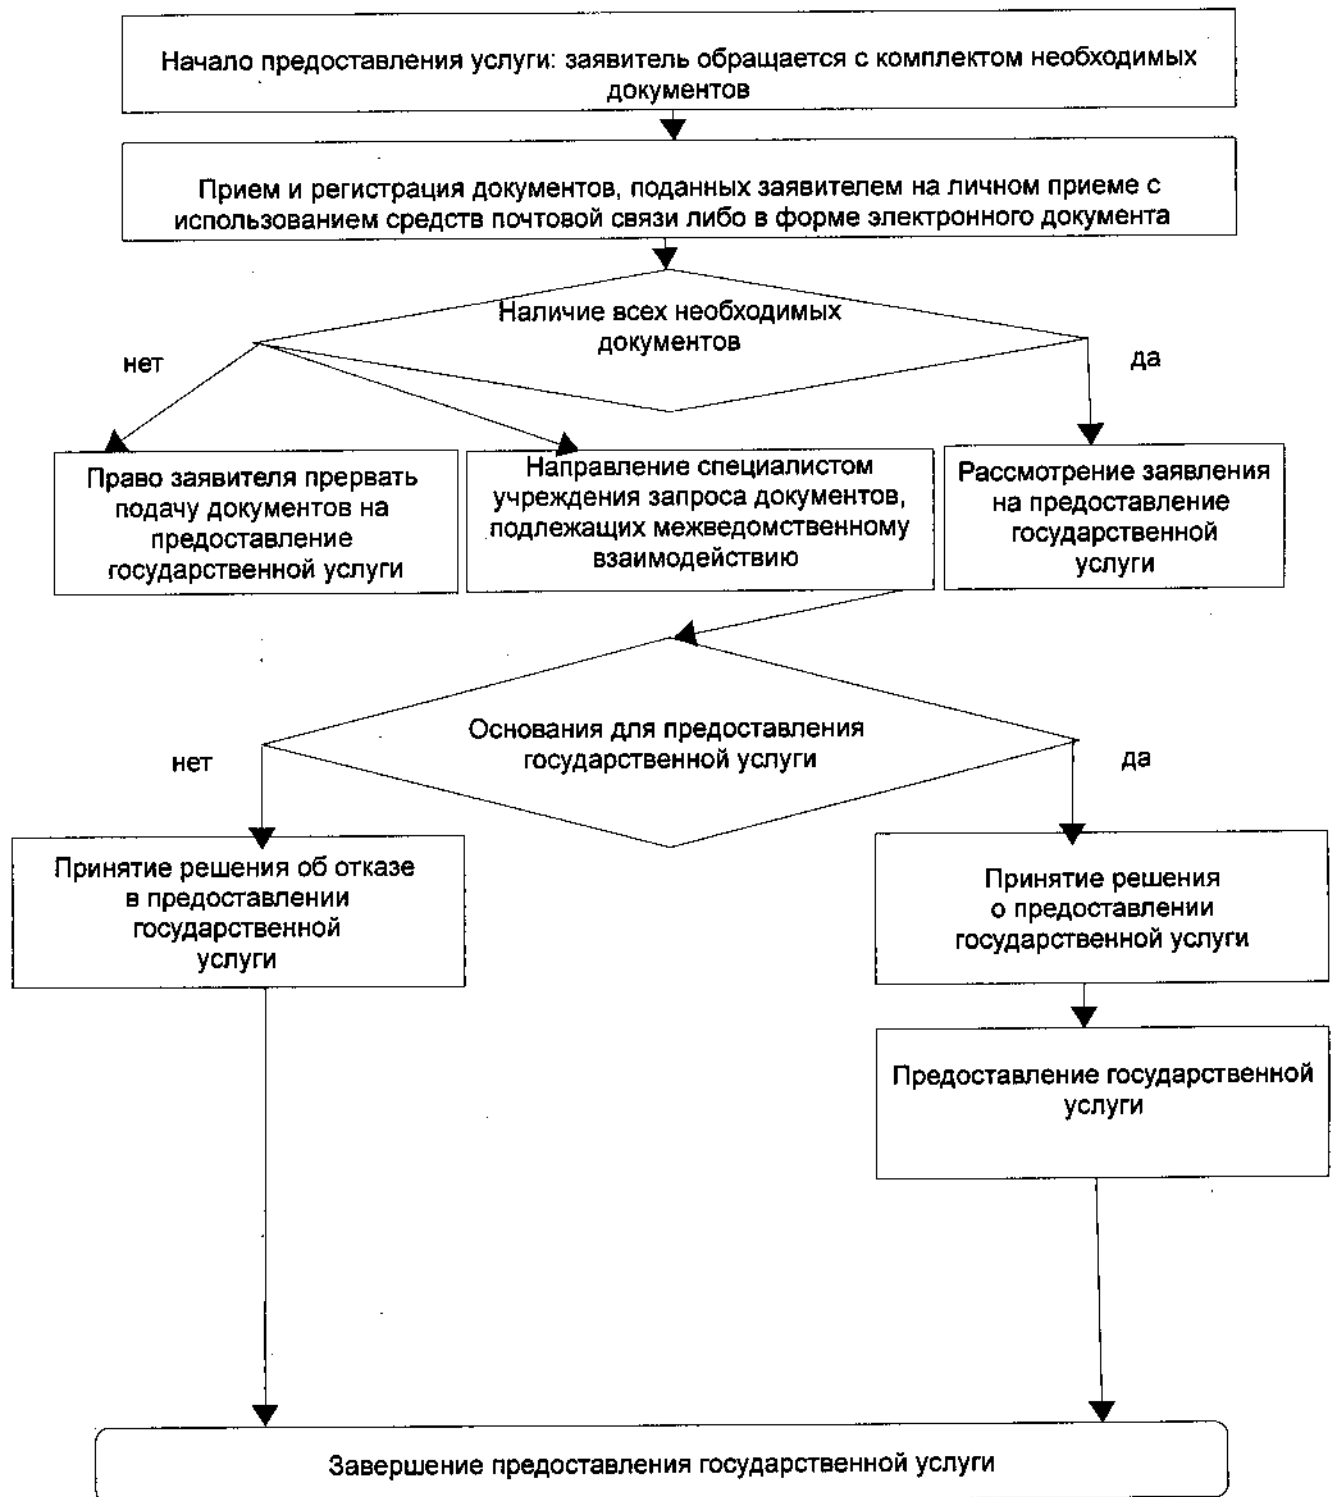 Начало предоставления услуги: заявитель обращается с комплектом необходимых
документов
Прием и регистрация документов, поданных заявителем на личном приеме с
использованием средств почтовой связи либо в форме электронного документа
Наличие всех необходимых
документов
нет
да
Право заявителя прервать
подачу документов на
предоставление
государственной услуги
Направление специалистом
учреждения запроса документов,
подлежащих межведомственному
взаимодействию
Рассмотрение заявления
на предоставление
государственной
услуги
Основания для предоставления
государственной услуги
нет
да
Принятие решения об отказе
в предоставлении
государственной
услуги
Принятие решения
о предоставлении
государственной услуги
Предоставление государственной
услуги
Завершение предоставления государственной услуги